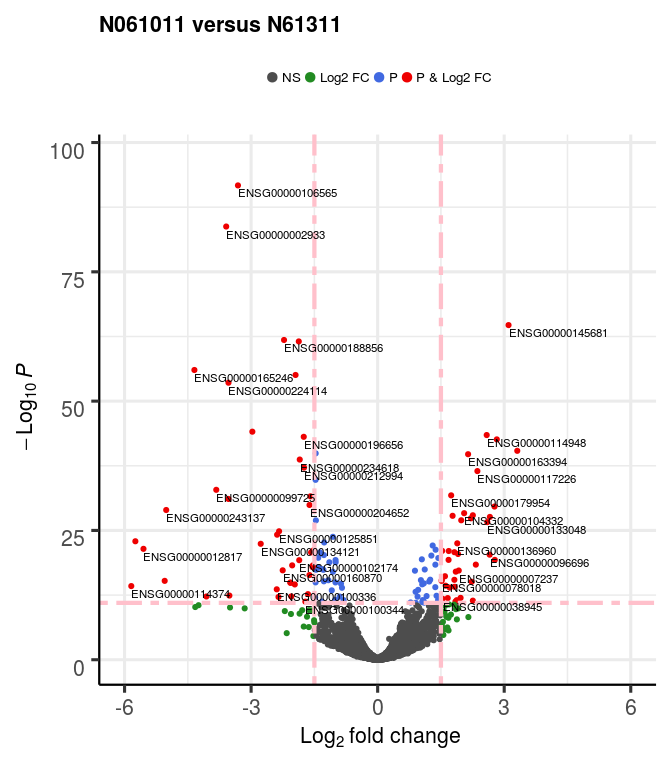 N061011 versus N61311
NS Log2 FC P P & Log2 FC
100
75
50
25
0
-6 -3 0 3 6
Log2 fold change
−Log10 P
ENSG00000106565
ENSG00000002933
ENSG00000145681
ENSG00000188856
ENSG00000165246
ENSG00000224114
ENSG00000196656
ENSG00000114948
ENSG00000163394
ENSG00000234618
ENSG00000212994
ENSG00000117226
ENSG00000099725
ENSG00000179954
ENSG00000204652
ENSG00000243137
ENSG00000104332
ENSG00000133048
ENSG00000125851
ENSG00000134121
ENSG00000136960
ENSG00000012817
ENSG00000096696
ENSG00000102174
ENSG00000160870
ENSG00000007237
ENSG00000078018
ENSG00000114374
ENSG00000100336
ENSG00000100344
ENSG00000038945